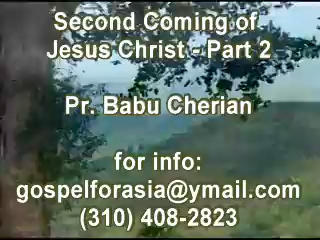 Second Coming of
Jesus Christ - Part 2
Pr. Babu Cherian
for info:
gospelforasia@ymail.com
(310) 408-2823